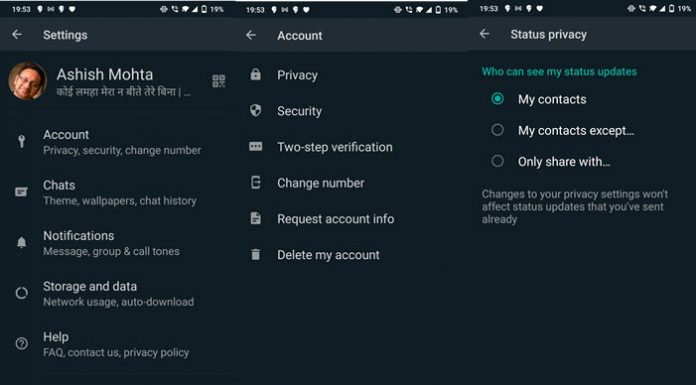 19:53
19%
Settings
Ashish Mohta
कोई लमहा मेरा न बीते तेरे बिना | ...
Account
Privacy, security, change number
Chats
Theme, wallpapers, chat history
Notifications
Message, group & call tones
Storage and data
Network usage, auto-download
Help
FAQ, contact us, privacy policy
19:53
19%
Account
Privacy
Security
Two-step verification
Change number
Request account info
Delete my account
19:53
19%
Status privacy
Who can see my status updates
My contacts
My contacts except...
Only share with...
Changes to your privacy settings won't
affect status updates that you've sent
already